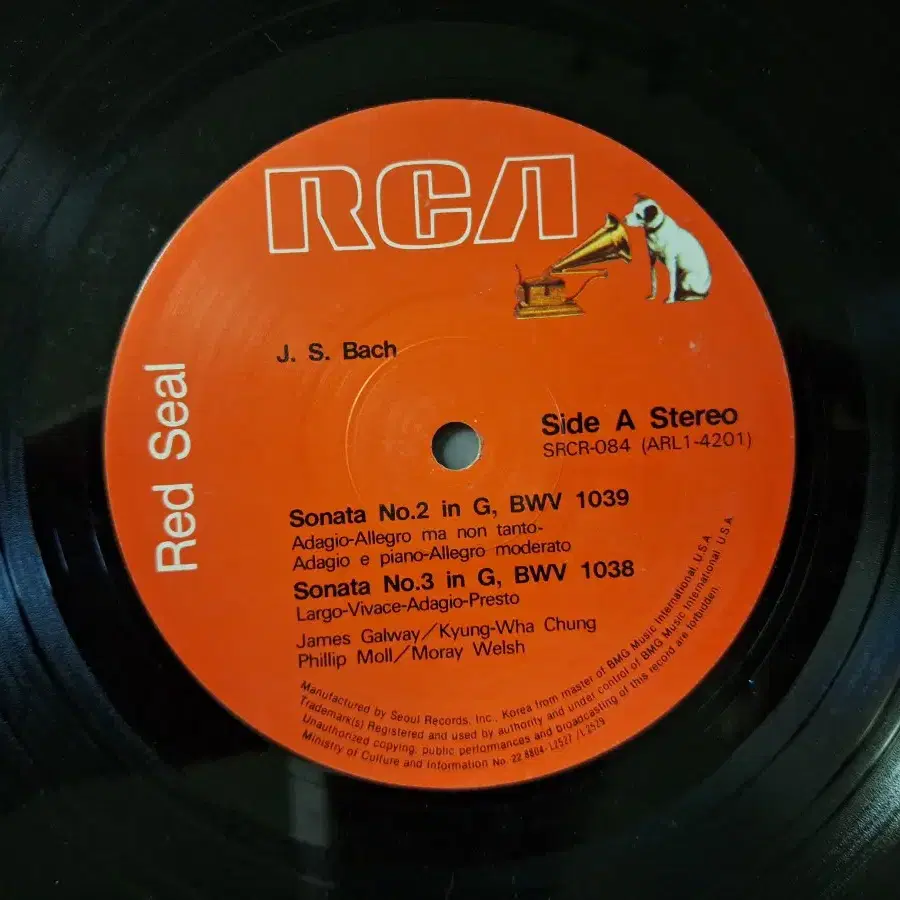 RCA
Red Seal
J. S. Bach
Side A Stereo
SRCR-084 (ARL1-4201)
Sonata No.2 in G, BWV 1039
Adagio-Allegro ma non tanto-
Adagio e piano-Allegro moderato
Sonata No.3 in G, BWV 1038
Largo-Vivace-Adagio-Presto
James Galway/Kyung-Wha Chung
Phillip Moll/Moray Welsh
Manufactured by Seoul Records, Inc., Korea from master of BMG Music International, U.S.A
Trademark(s) Registered and used by authority and under control of BMG Music International. U.S.A
Unauthorized copying, public performances and broadcasting of this record are forbidden.
Ministry of Culture and Information No. 22 8804-L2527/L2529